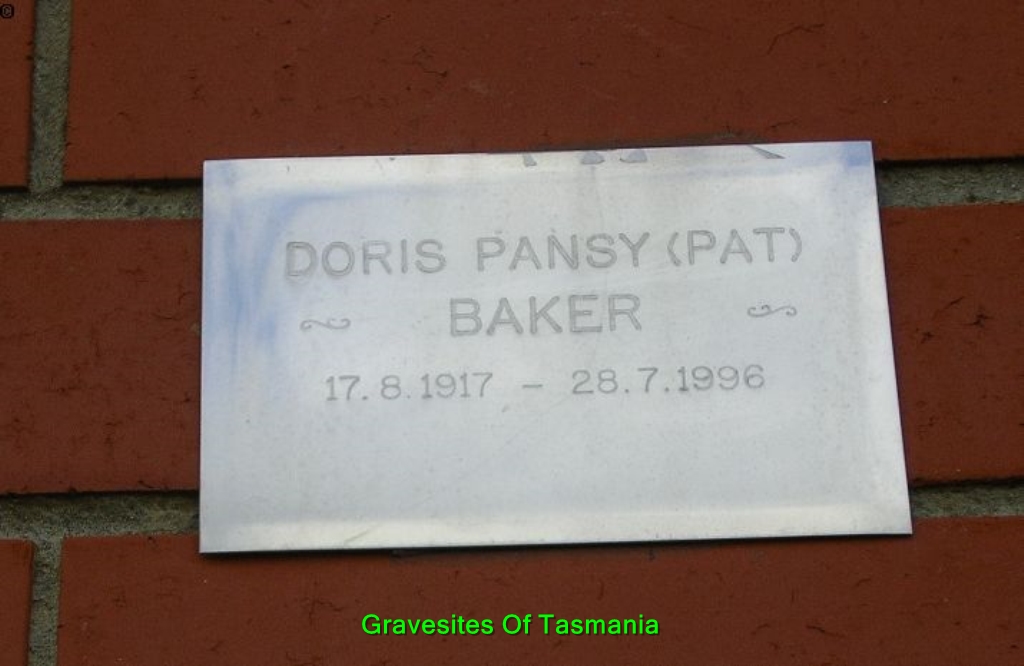 DORIS PANSY (PAT)
BAKER
17.8.1917 - 28.7.1996
Gravesites Of Tasmania